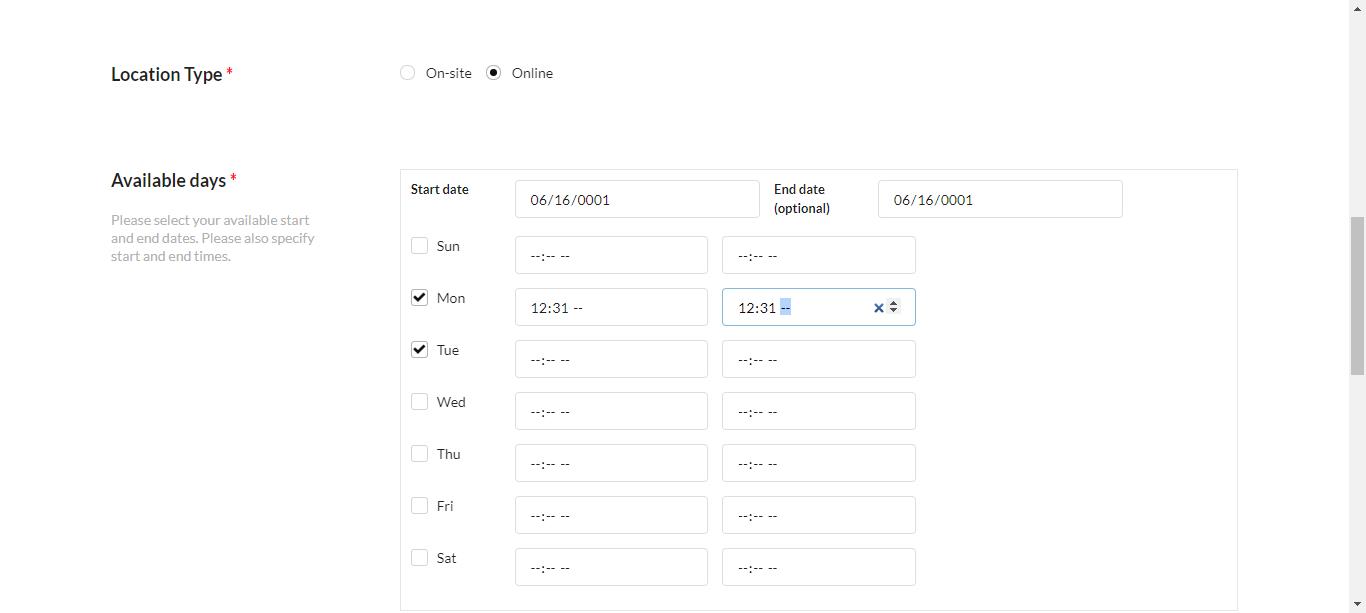 Location Type *
On-site Online
Available days *
Please select your available start
and end dates. Please also specify
start and end times.
Start date 06/16/0001 End date
(optional) 06/16/0001
Sun --:-- -- --:-- --
Mon 12:31 -- 12:31 --
Tue --:-- -- --:-- --
Wed --:-- -- --:-- --
Thu --:-- -- --:-- --
Fri --:-- -- --:-- --
Sat --:-- -- --:-- --